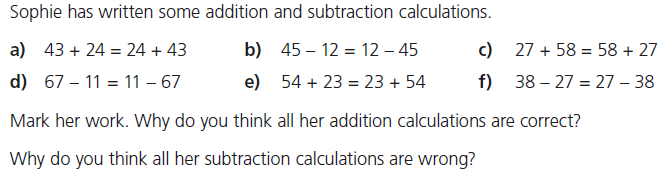 Sophie has written some addition and subtraction calculations.
a) 43 + 24 = 24 + 43 b) 45 – 12 = 12 – 45 c) 27 + 58 = 58 + 27
d) 67 – 11 = 11 – 67 e) 54 + 23 = 23 + 54 f) 38 – 27 = 27 – 38
Mark her work. Why do you think all her addition calculations are correct?
Why do you think all her subtraction calculations are wrong?